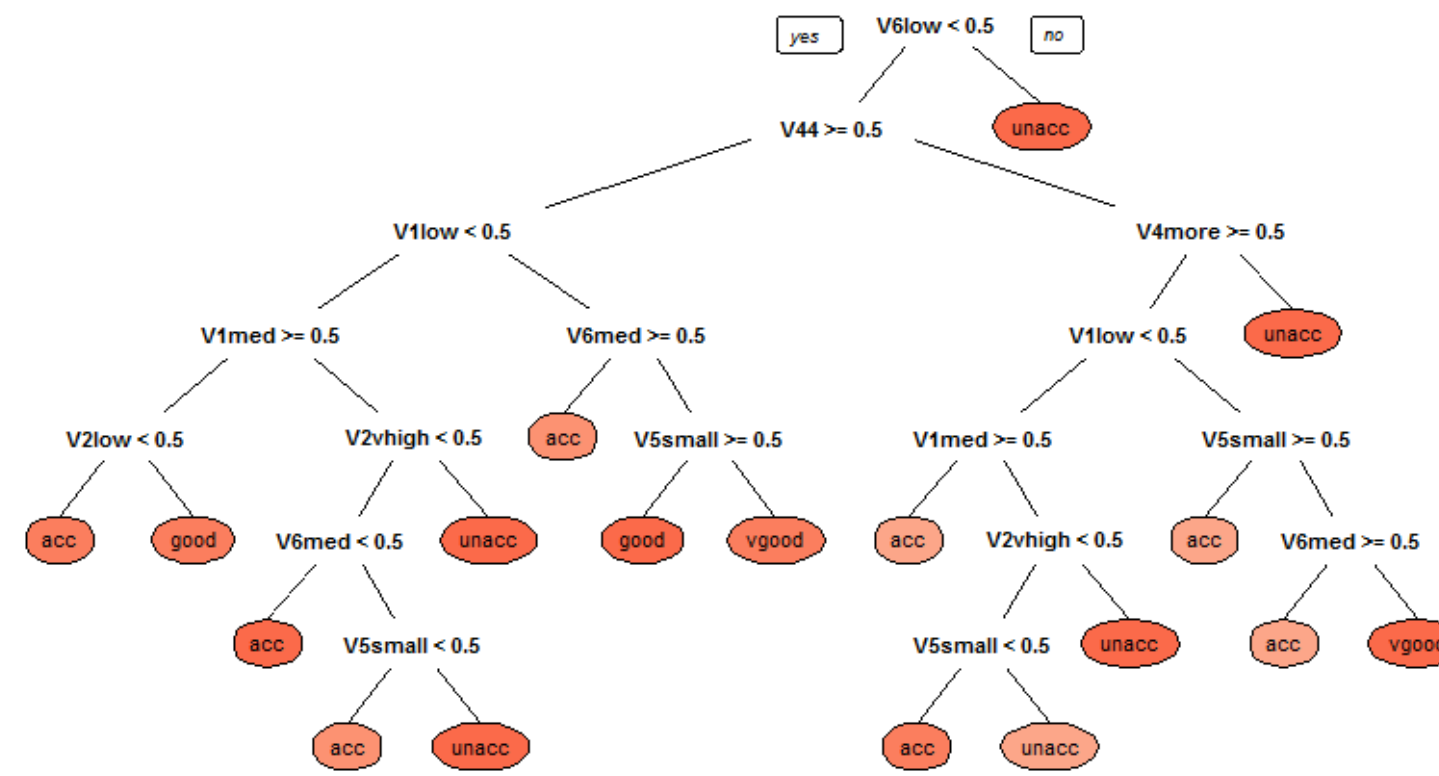 yes V6low < 0.5 no
V44 >= 0.5 unacc
V1low < 0.5 V4more >= 0.5
V1med >= 0.5 V6med >= 0.5 V1low < 0.5 unacc
V2low < 0.5 V2vhigh < 0.5 acc V5small >= 0.5 V1med >= 0.5 V5small >= 0.5
acc good V6med < 0.5 unacc good vgood acc V2vhigh < 0.5 acc V6med >= 0.5
acc V5small < 0.5 V5small < 0.5 unacc acc vgood
acc unacc acc unacc